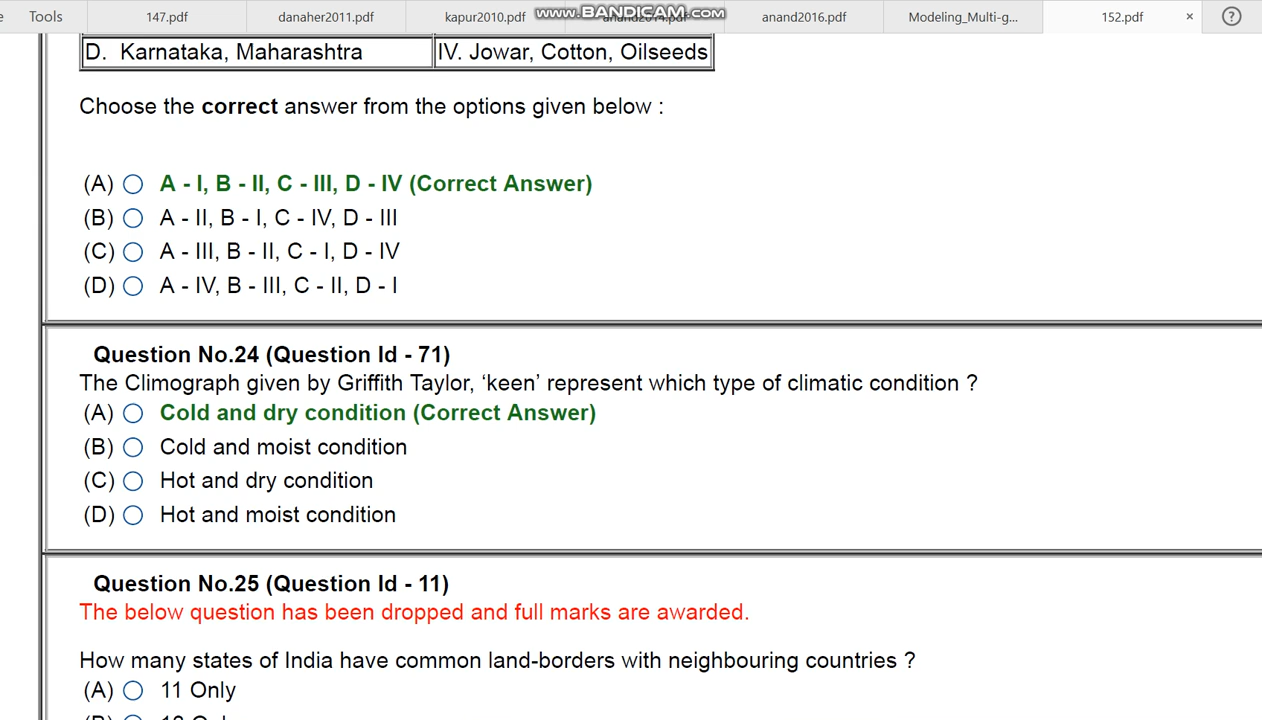 e Tools 147.pdf danaher2011.pdf kapur2010.pdf anand2014.pdf anand2016.pdf Modeling_Multi-g... 152.pdf × ?
www.BANDICAM.com
D. Karnataka, Maharashtra IV. Jowar, Cotton, Oilseeds
Choose the correct answer from the options given below :
(A) A - I, B - II, C - III, D - IV (Correct Answer)
(B) A - II, B - I, C - IV, D - III
(C) A - III, B - II, C - I, D - IV
(D) A - IV, B - III, C - II, D - I
Question No.24 (Question Id - 71)
The Climograph given by Griffith Taylor, ‘keen’ represent which type of climatic condition ?
(A) Cold and dry condition (Correct Answer)
(B) Cold and moist condition
(C) Hot and dry condition
(D) Hot and moist condition
Question No.25 (Question Id - 11)
The below question has been dropped and full marks are awarded.
How many states of India have common land-borders with neighbouring countries ?
(A) 11 Only